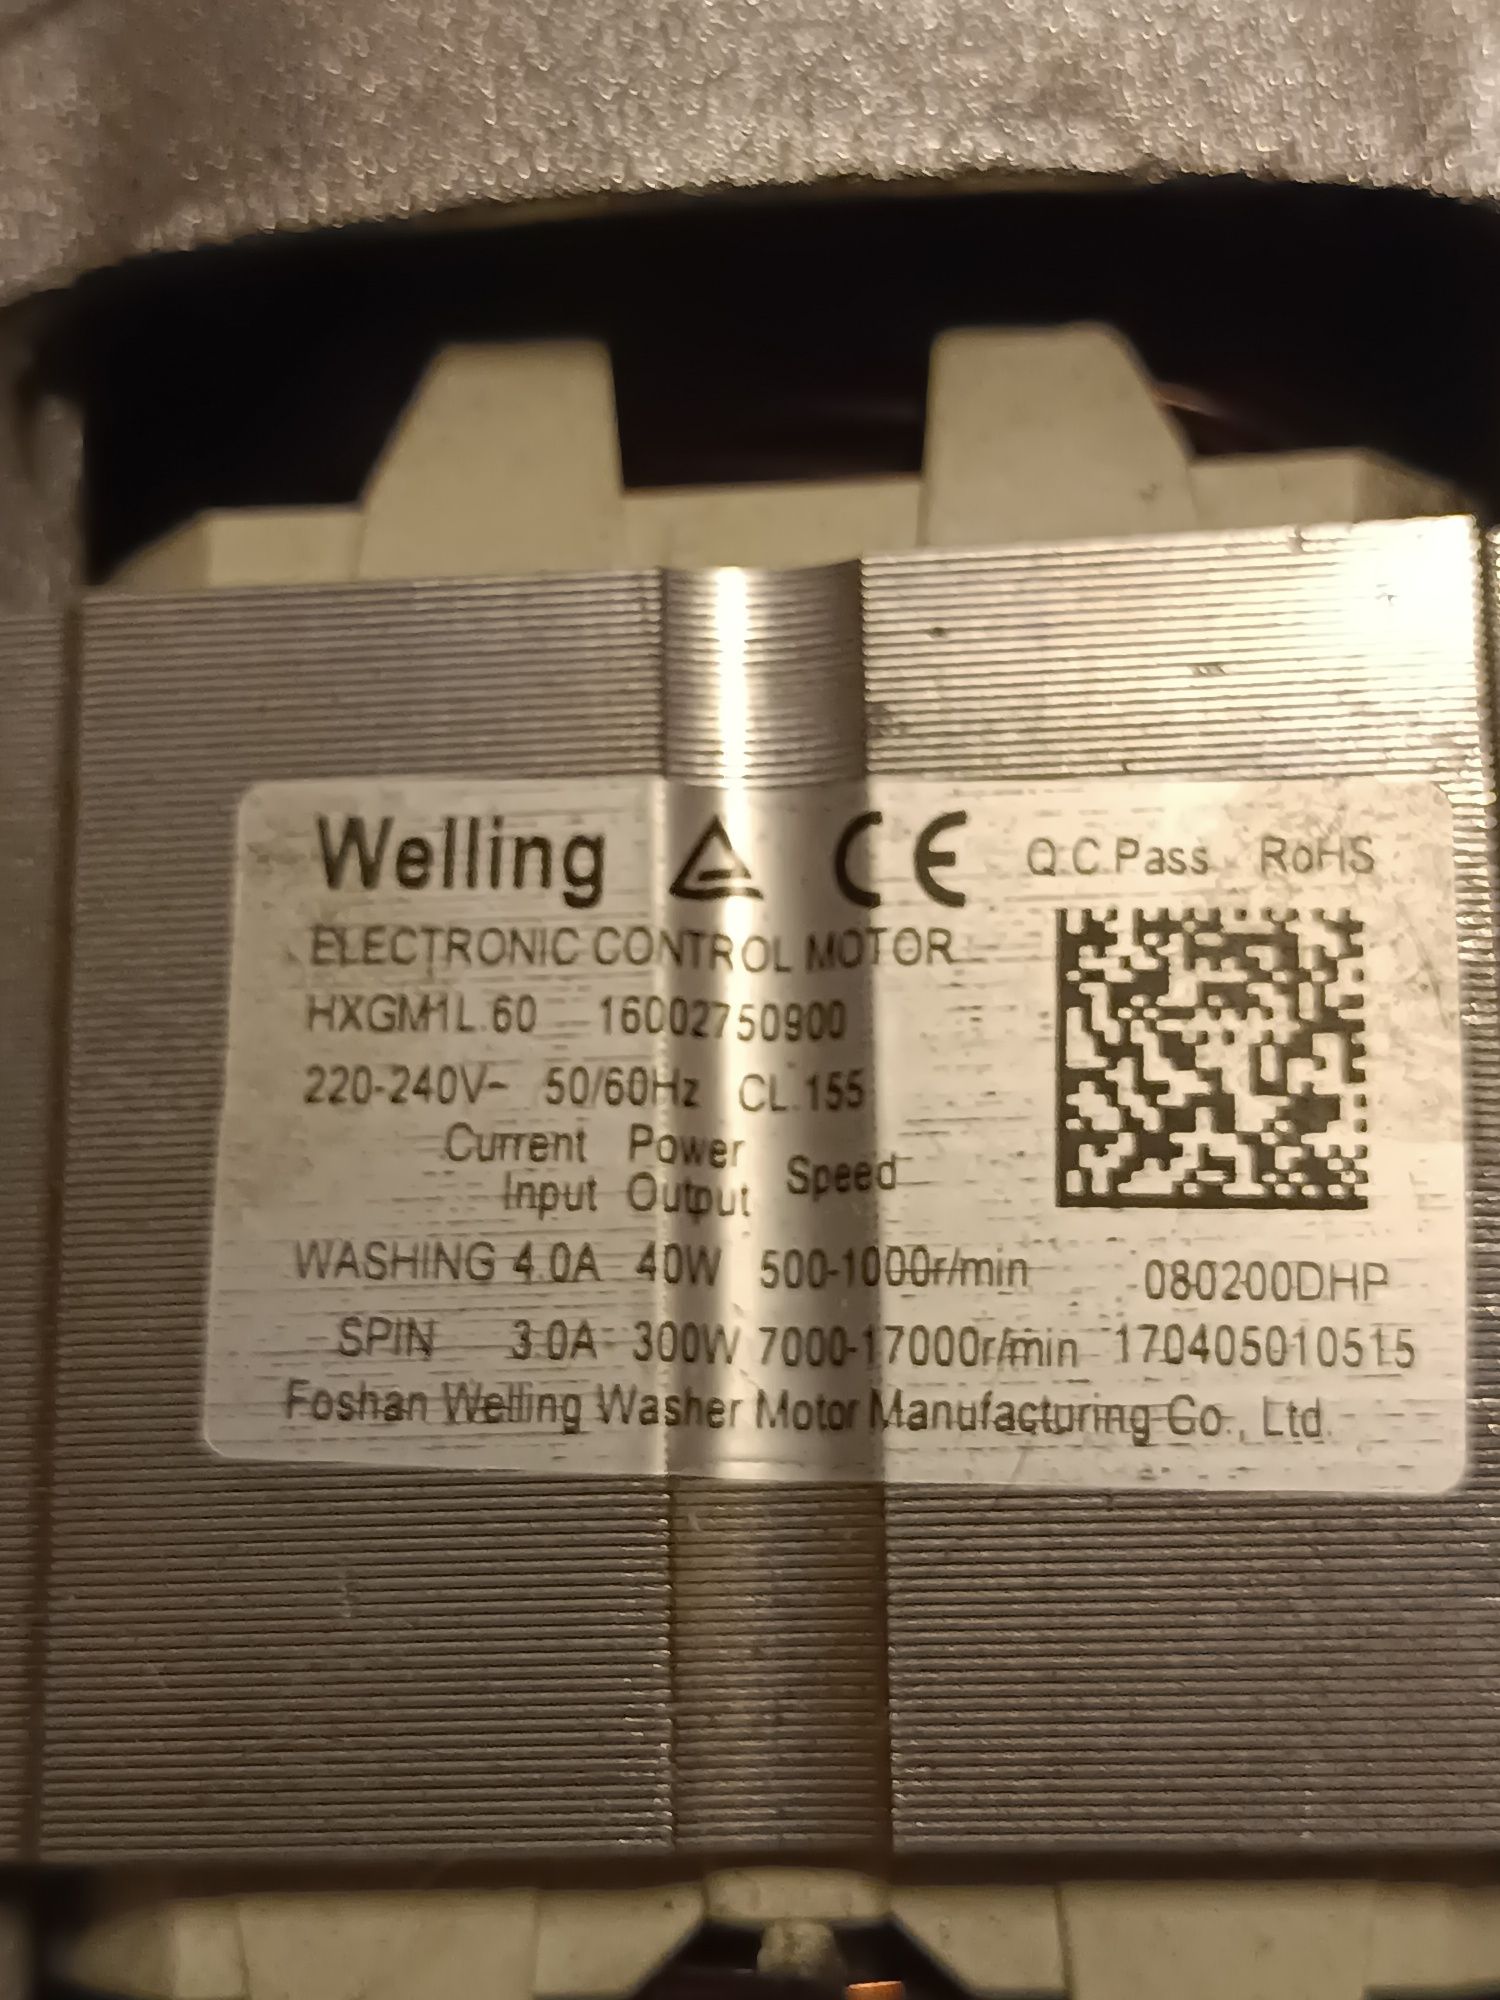 Welling CE Q.C.Pass RoHS
ELECTRONIC CONTROL MOTOR
HXGM1L.60 16002750900
220-240V~ 50/60Hz CL.155
Current Power
Speed
Input Output
WASHING 4.0A 40W 500-1000r/min 080200DHP
SPIN 3.0A 300W 7000-17000r/min 170405010515
Foshan Welling Washer Motor Manufacturing Co., Ltd.